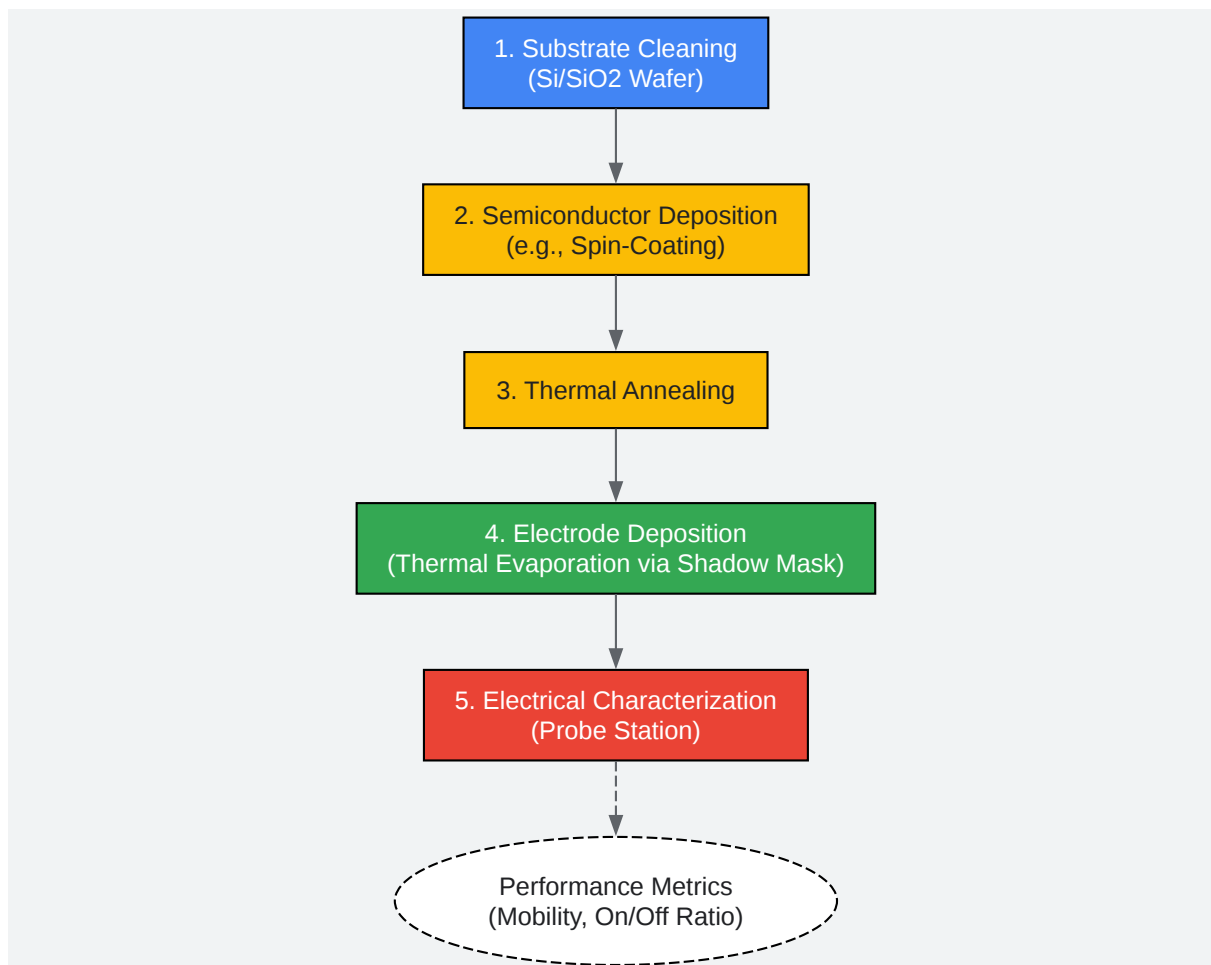 1. Substrate Cleaning
(Si/SiO2 Wafer)
2. Semiconductor Deposition
(e.g., Spin-Coating)
3. Thermal Annealing
4. Electrode Deposition
(Thermal Evaporation via Shadow Mask)
5. Electrical Characterization
(Probe Station)
Performance Metrics
(Mobility, On/Off Ratio)